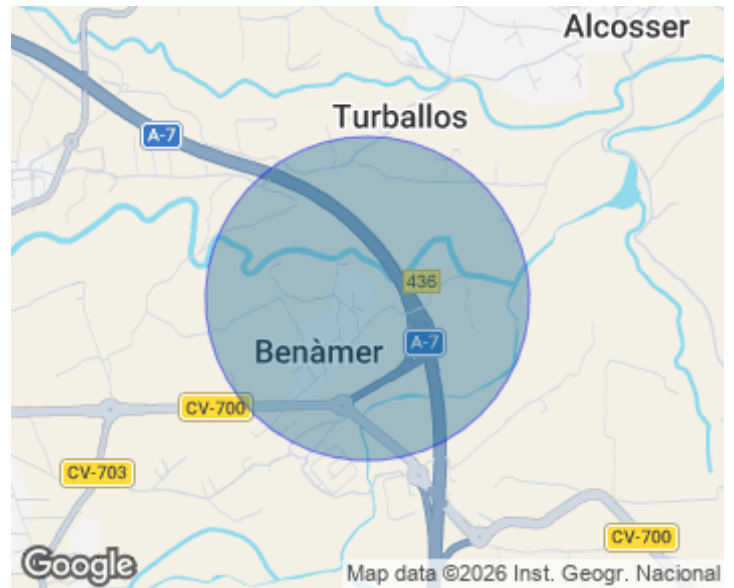 Alcosser
Turballos
A-7
436
A-7
Benàmer
CV-700
CV-703
CV-700
Google
Map data ©2026 Inst. Geogr. Nacional